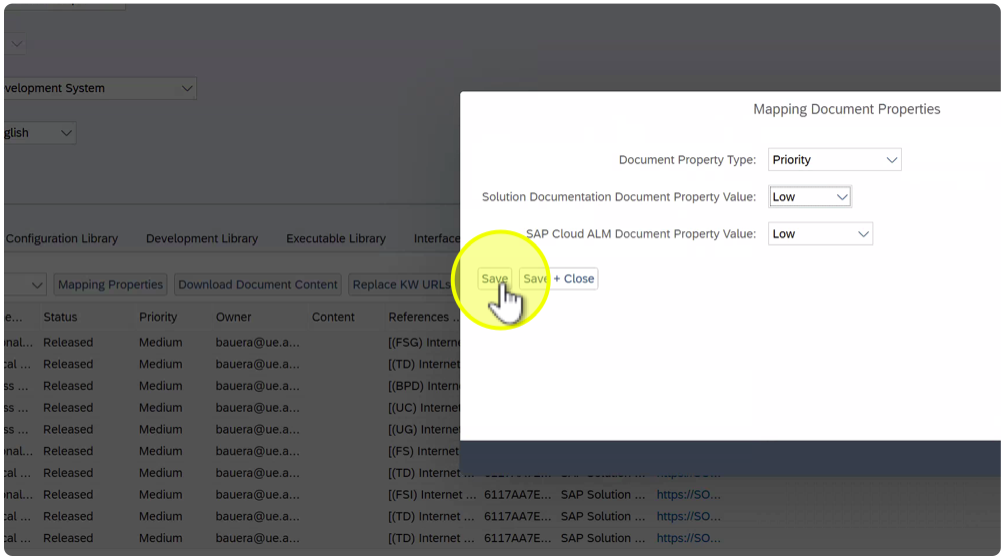 velopment System
Mapping Document Properties
glish
Document Property Type: Priority
Solution Documentation Document Property Value: Low
Configuration Library Development Library Executable Library Interface
SAP Cloud ALM Document Property Value: Low
Save Save + Close
Mapping Properties Download Document Content Replace KW URLs
e... Status Priority Owner Content References ...
onal... Released Medium bauera@ue.a... [(FSG) Interne
cal ... Released Medium bauera@ue.a... [(TD) Internet
ss ... Released Medium bauera@ue.a... [(BPD) Intern
ss ... Released Medium bauera@ue.a... [(UC) Internet
ss ... Released Medium bauera@ue.a... [(UG) Internet
onal... Released Medium bauera@ue.a... [(FS) Internet
cal ... Released Medium bauera@ue.a... [(TD) Internet ...
onal... Released Medium bauera@ue.a... [(FSI) Internet ... 6117AA7E... SAP Solution ... https://SO...
cal ... Released Medium bauera@ue.a... [(TD) Internet ... 6117AA7E... SAP Solution ... https://SO...
cal ... Released Medium bauera@ue.a... [(TD) Internet ... 6117AA7E... SAP Solution ... https://SO...